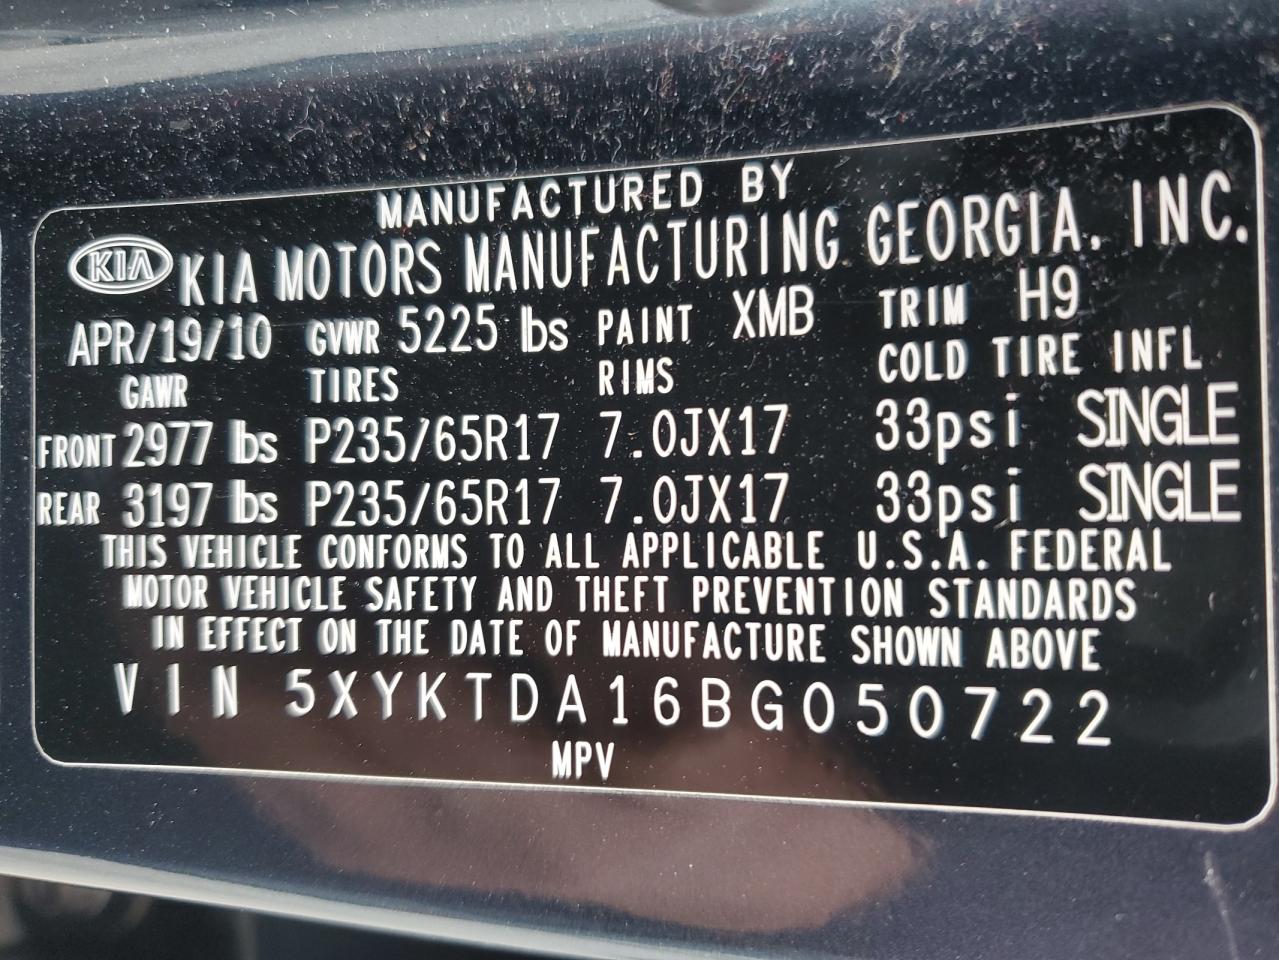 MANUFACTURED BY
KIA KIA MOTORS MANUFACTURING GEORGIA, INC.
APR/19/10 GVWR 5225 lbs PAINT XMB TRIM H9
GAWR TIRES RIMS COLD TIRE INFL
FRONT 2977 lbs P235/65R17 7.0JX17 33psi SINGLE
REAR 3197 lbs P235/65R17 7.0JX17 33psi SINGLE
THIS VEHICLE CONFORMS TO ALL APPLICABLE U.S.A. FEDERAL
MOTOR VEHICLE SAFETY AND THEFT PREVENTION STANDARDS
IN EFFECT ON THE DATE OF MANUFACTURE SHOWN ABOVE
VIN 5XYKTDA16BG050722
MPV